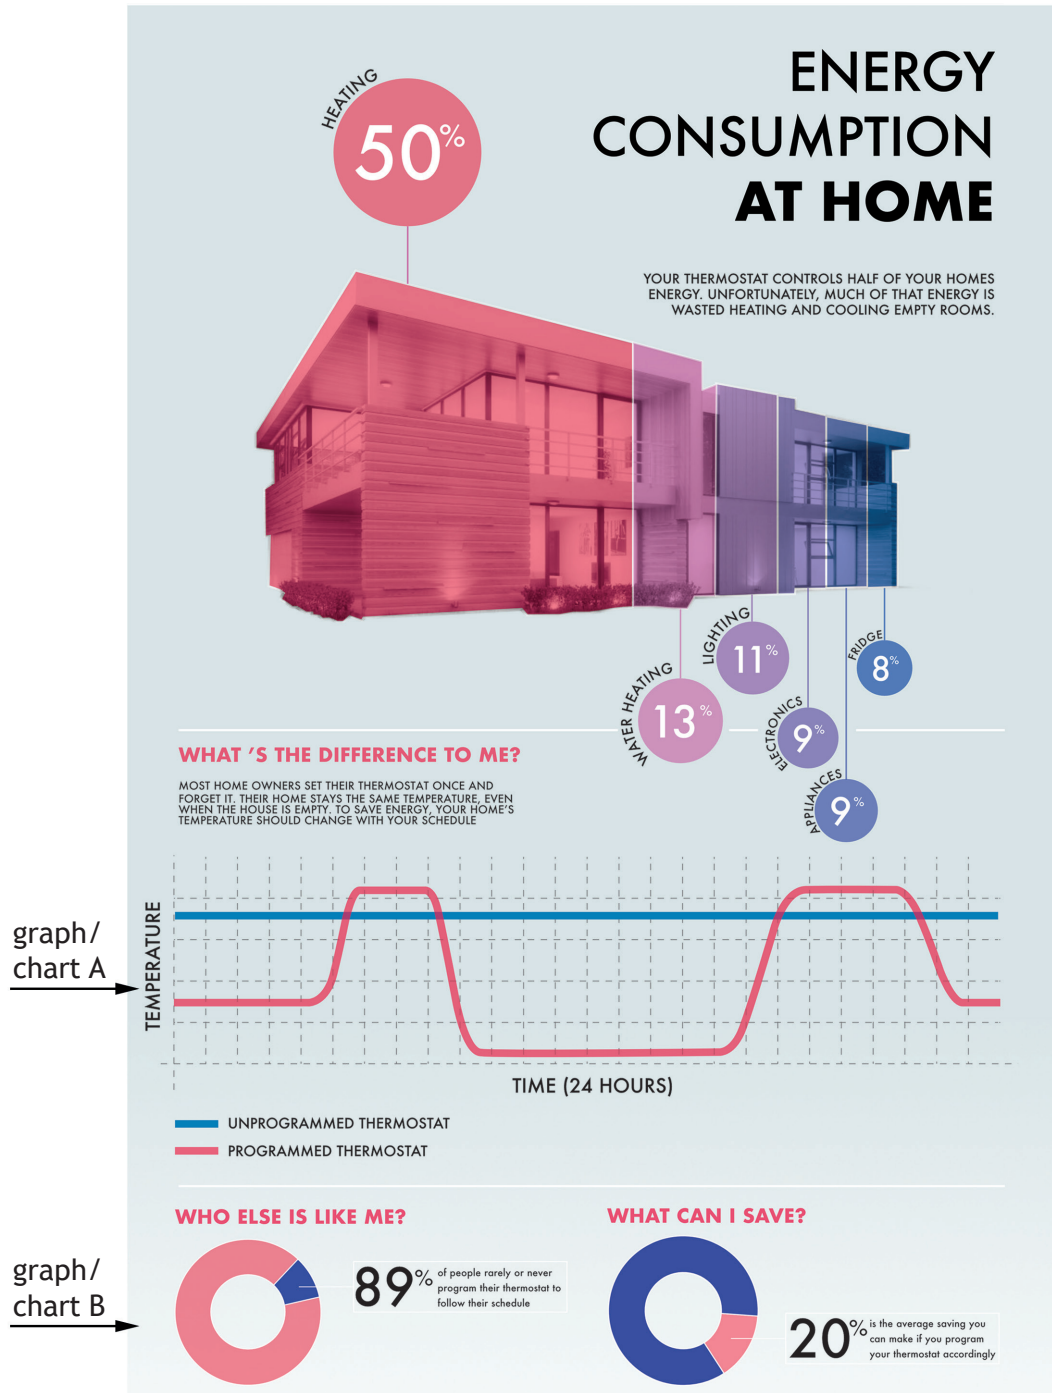 HEATING
50%
ENERGY
CONSUMPTION
AT HOME
YOUR THERMOSTAT CONTROLS HALF OF YOUR HOMES
ENERGY. UNFORTUNATELY, MUCH OF THAT ENERGY IS
WASTED HEATING AND COOLING EMPTY ROOMS.
WATER HEATING
13%
LIGHTING
11%
ELECTRONICS
9%
APPLIANCES
9%
FRIDGE
8%
WHAT 'S THE DIFFERENCE TO ME?
MOST HOME OWNERS SET THEIR THERMOSTAT ONCE AND
FORGET IT. THEIR HOME STAYS THE SAME TEMPERATURE, EVEN
WHEN THE HOUSE IS EMPTY. TO SAVE ENERGY, YOUR HOME'S
TEMPERATURE SHOULD CHANGE WITH YOUR SCHEDULE
graph/
chart A
TEMPERATURE
TIME (24 HOURS)
UNPROGRAMMED THERMOSTAT
PROGRAMMED THERMOSTAT
graph/
chart B
WHO ELSE IS LIKE ME?
89%
of people rarely or never
program their thermostat to
follow their schedule
WHAT CAN I SAVE?
20%
is the average saving you
can make if you program
your thermostat accordingly